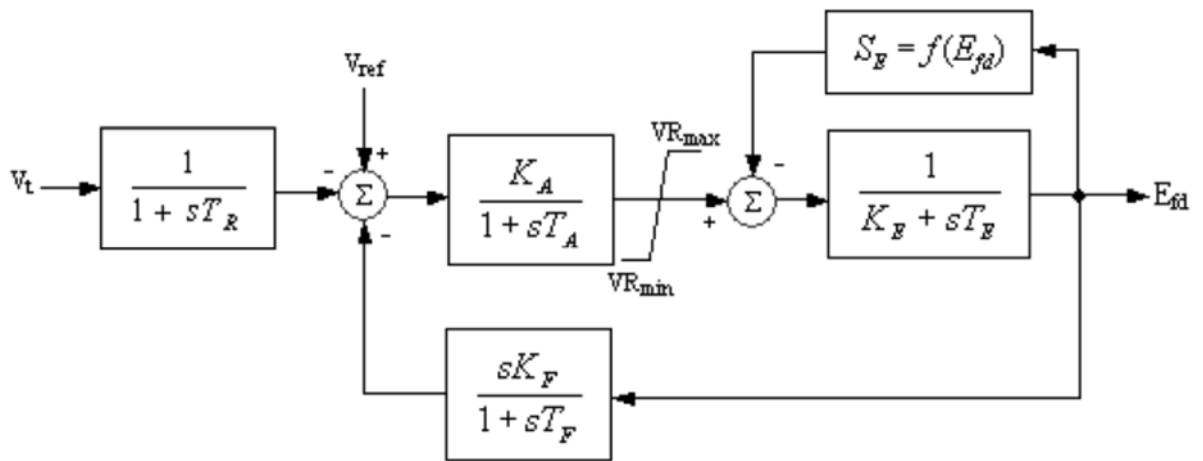 S_E = f(E_fd)
V_ref
VR_max
V_t
1
1 + sT_R
-
+
Σ
-
K_A
1 + sT_A
VR_min
-
+
Σ
1
K_E + sT_E
E_fd
sK_F
1 + sT_F